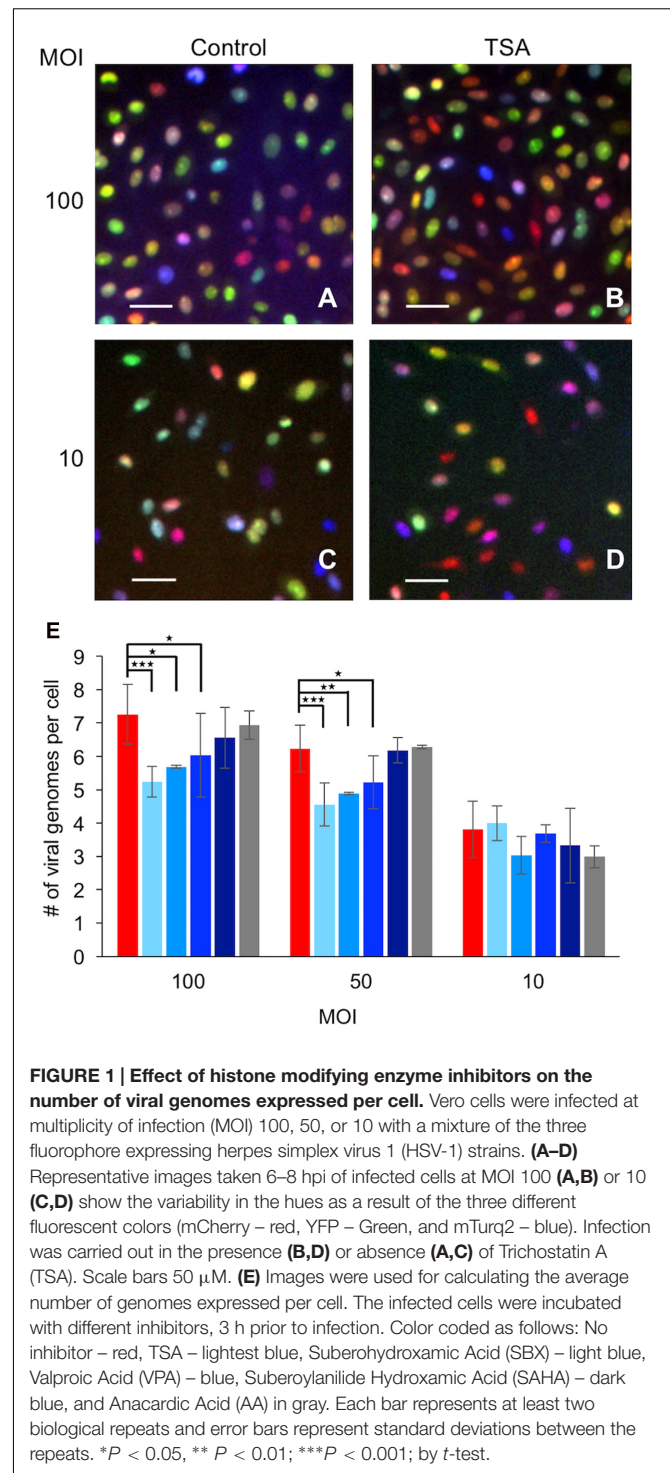 MOI
Control
TSA
100
A
B
10
C
D
E
★
★
★★★
★
★★
★★★
9
8
7
6
5
4
3
2
1
0
# of viral genomes per cell
100
50
10
MOI
FIGURE 1 | Effect of histone modifying enzyme inhibitors on the
number of viral genomes expressed per cell. Vero cells were infected at
multiplicity of infection (MOI) 100, 50, or 10 with a mixture of the three
fluorophore expressing herpes simplex virus 1 (HSV-1) strains. (A–D)
Representative images taken 6–8 hpi of infected cells at MOI 100 (A,B) or 10
(C,D) show the variability in the hues as a result of the three different
fluorescent colors (mCherry – red, YFP – Green, and mTurq2 – blue). Infection
was carried out in the presence (B,D) or absence (A,C) of Trichostatin A
(TSA). Scale bars 50 μM. (E) Images were used for calculating the average
number of genomes expressed per cell. The infected cells were incubated
with different inhibitors, 3 h prior to infection. Color coded as follows: No
inhibitor – red, TSA – lightest blue, Suberohydroxamic Acid (SBX) – light blue,
Valproic Acid (VPA) – blue, Suberoylanilide Hydroxamic Acid (SAHA) – dark
blue, and Anacardic Acid (AA) in gray. Each bar represents at least two
biological repeats and error bars represent standard deviations between the
repeats. *P < 0.05, ** P < 0.01; ***P < 0.001; by t-test.